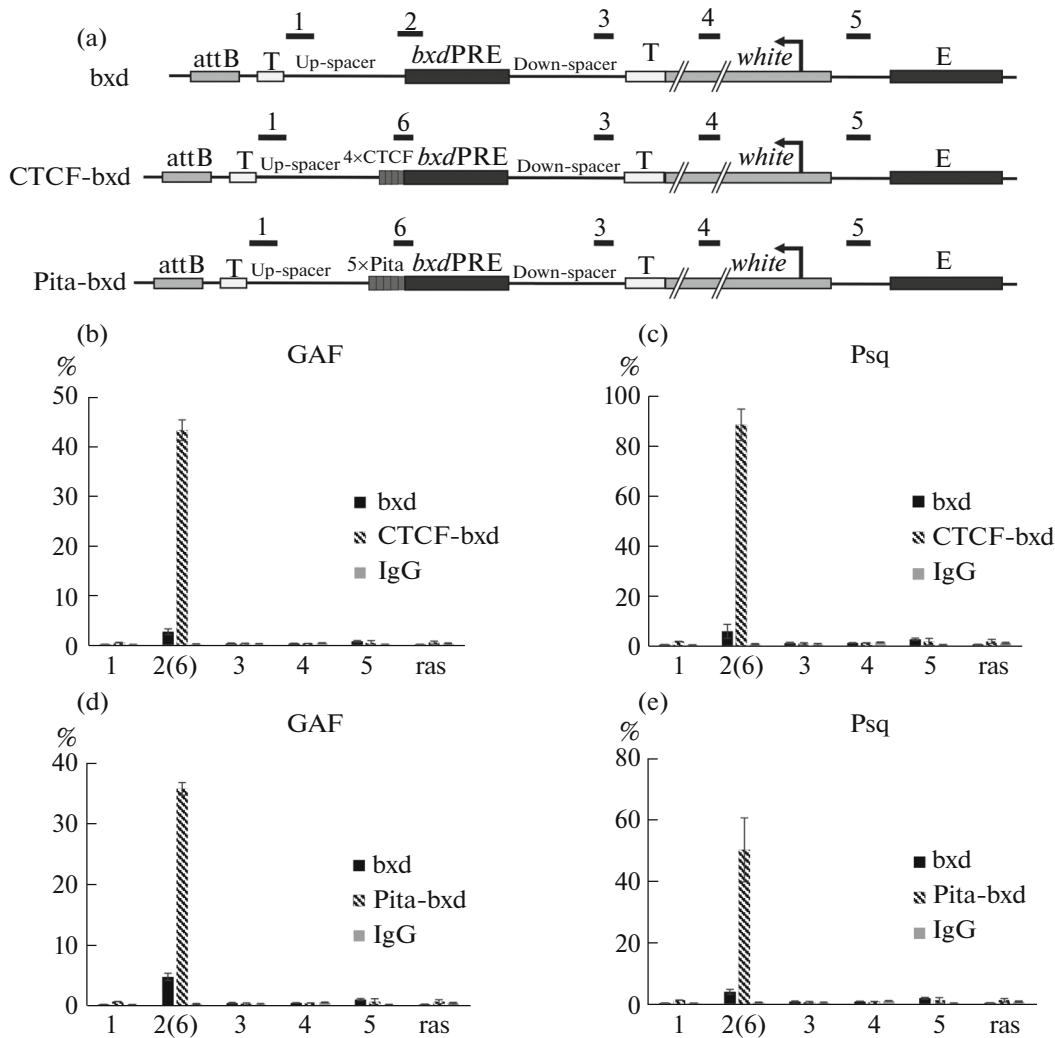 (a)
1 2 3 4 5
attB T Up-spacer bxdPRE Down-spacer T white E
bxd
1 6 3 4 5
attB T Up-spacer 4×CTCF bxdPRE Down-spacer T white E
CTCF-bxd
1 6 3 4 5
attB T Up-spacer 5×Pita bxdPRE Down-spacer T white E
Pita-bxd
(b)
GAF
%
50
40
30
20
10
0
bxd
CTCF-bxd
IgG
1 2(6) 3 4 5 ras
(c)
Psq
%
100
80
60
40
20
0
bxd
CTCF-bxd
IgG
1 2(6) 3 4 5 ras
(d)
GAF
%
40
30
20
10
0
bxd
Pita-bxd
IgG
1 2(6) 3 4 5 ras
(e)
Psq
%
80
60
40
20
0
bxd
Pita-bxd
IgG
1 2(6) 3 4 5 ras